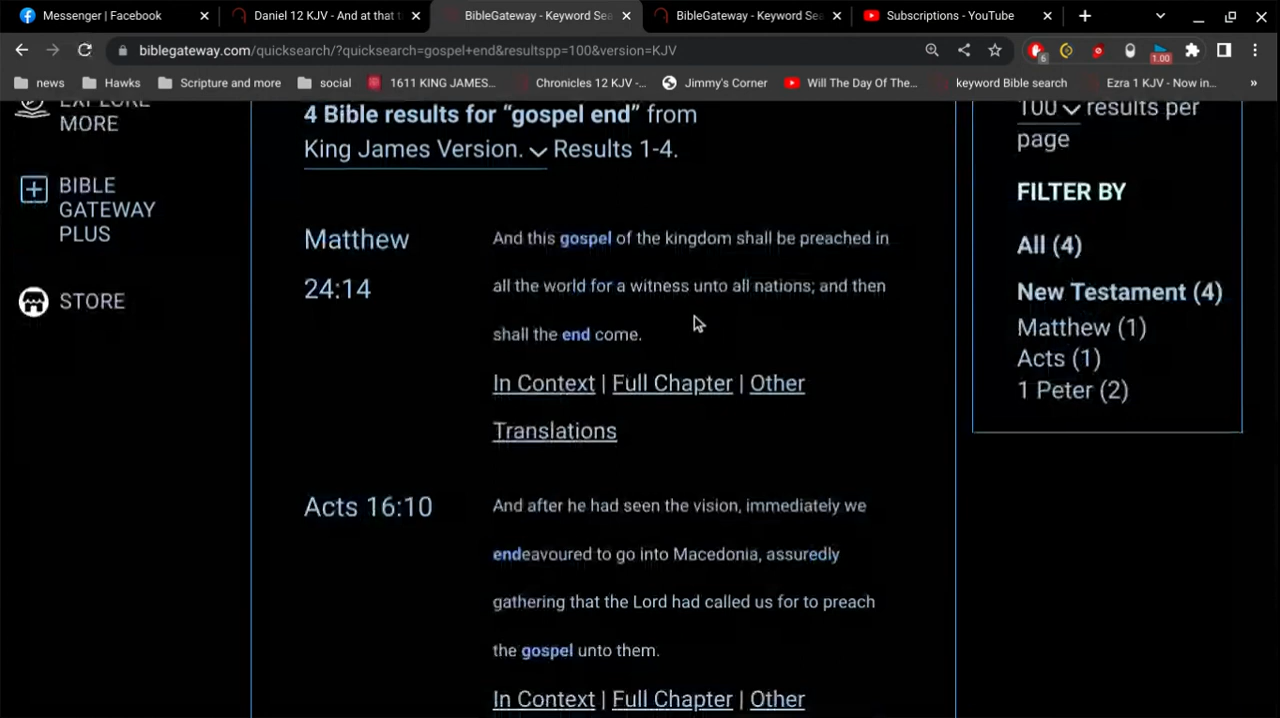 Messenger | Facebook
Daniel 12 KJV - And at that t
BibleGateway - Keyword Sea
BibleGateway - Keyword Sea
Subscriptions - YouTube
biblegateway.com/quicksearch/?quicksearch=gospel+end&resultspp=100&version=KJV
6
1.00
news
Hawks
Scripture and more
social
1611 KING JAMES...
Chronicles 12 KJV -...
Jimmy's Corner
Will The Day Of The...
keyword Bible search
Ezra 1 KJV - Now in...
»
EXPLORE
MORE
BIBLE
GATEWAY
PLUS
STORE
4 Bible results for “gospel end” from
King James Version. Results 1-4.
Matthew
24:14
And this gospel of the kingdom shall be preached in
all the world for a witness unto all nations; and then
shall the end come.
In Context | Full Chapter | Other
Translations
Acts 16:10
And after he had seen the vision, immediately we
endeavoured to go into Macedonia, assuredly
gathering that the Lord had called us for to preach
the gospel unto them.
In Context | Full Chapter | Other
100 results per
page
FILTER BY
All (4)
New Testament (4)
Matthew (1)
Acts (1)
1 Peter (2)